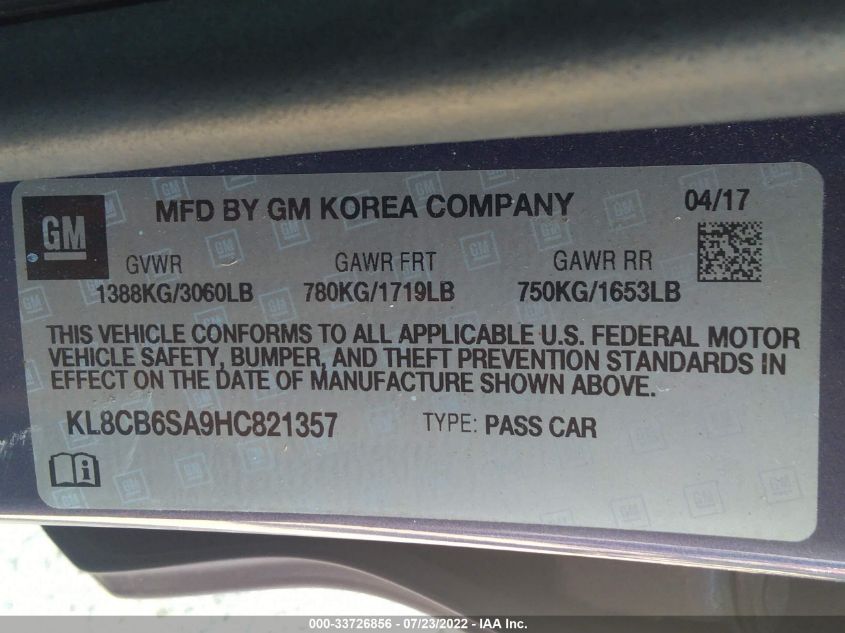 GM
MFD BY GM KOREA COMPANY 04/17
GVWR GAWR FRT GAWR RR
1388KG/3060LB 780KG/1719LB 750KG/1653LB
THIS VEHICLE CONFORMS TO ALL APPLICABLE U.S. FEDERAL MOTOR
VEHICLE SAFETY, BUMPER, AND THEFT PREVENTION STANDARDS IN
EFFECT ON THE DATE OF MANUFACTURE SHOWN ABOVE.
KL8CB6SA9HC821357 TYPE: PASS CAR
000-33726856 - 07/23/2022 - IAA Inc.